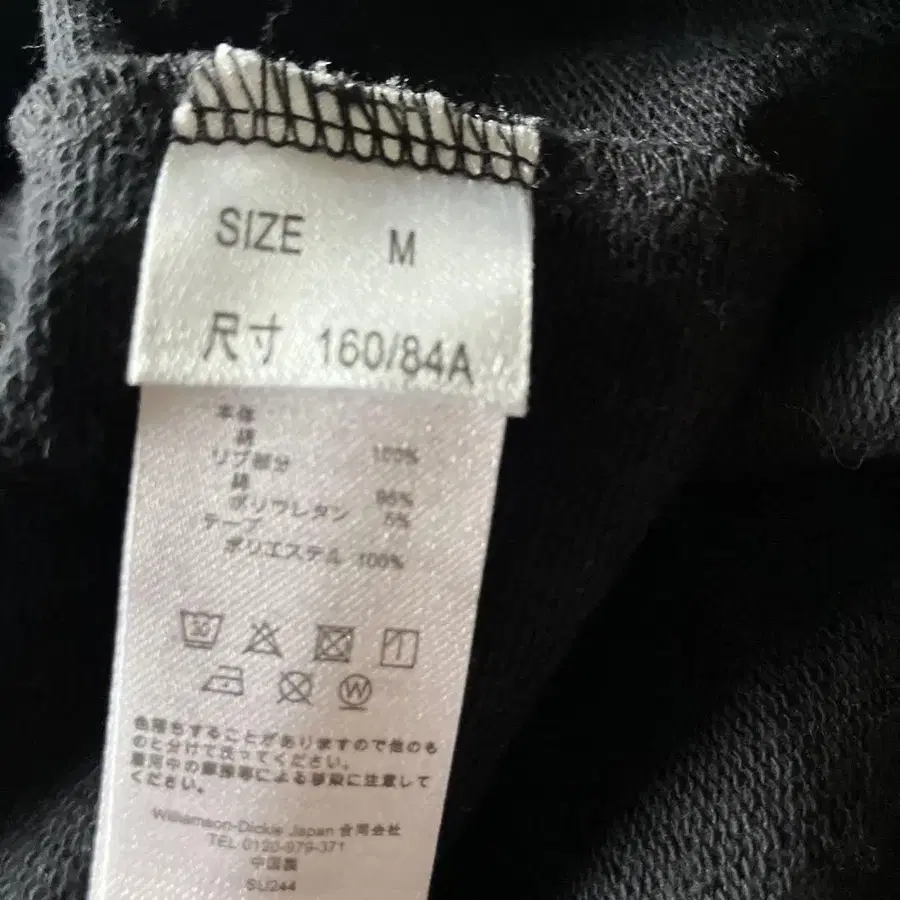 SIZE M
尺寸 160/84A
本体
綿 100%
リブ部分
綿 95%
ポリウレタン 5%
テープ
ポリエステル 100%
30
W
色落ちすることがありますので他のも
のと分けて洗ってください。
着用中の摩擦等による移染に注意して
ください。
Williamson-Dickie Japan 合同会社
TEL 0120-979-371
中国製
SLI244